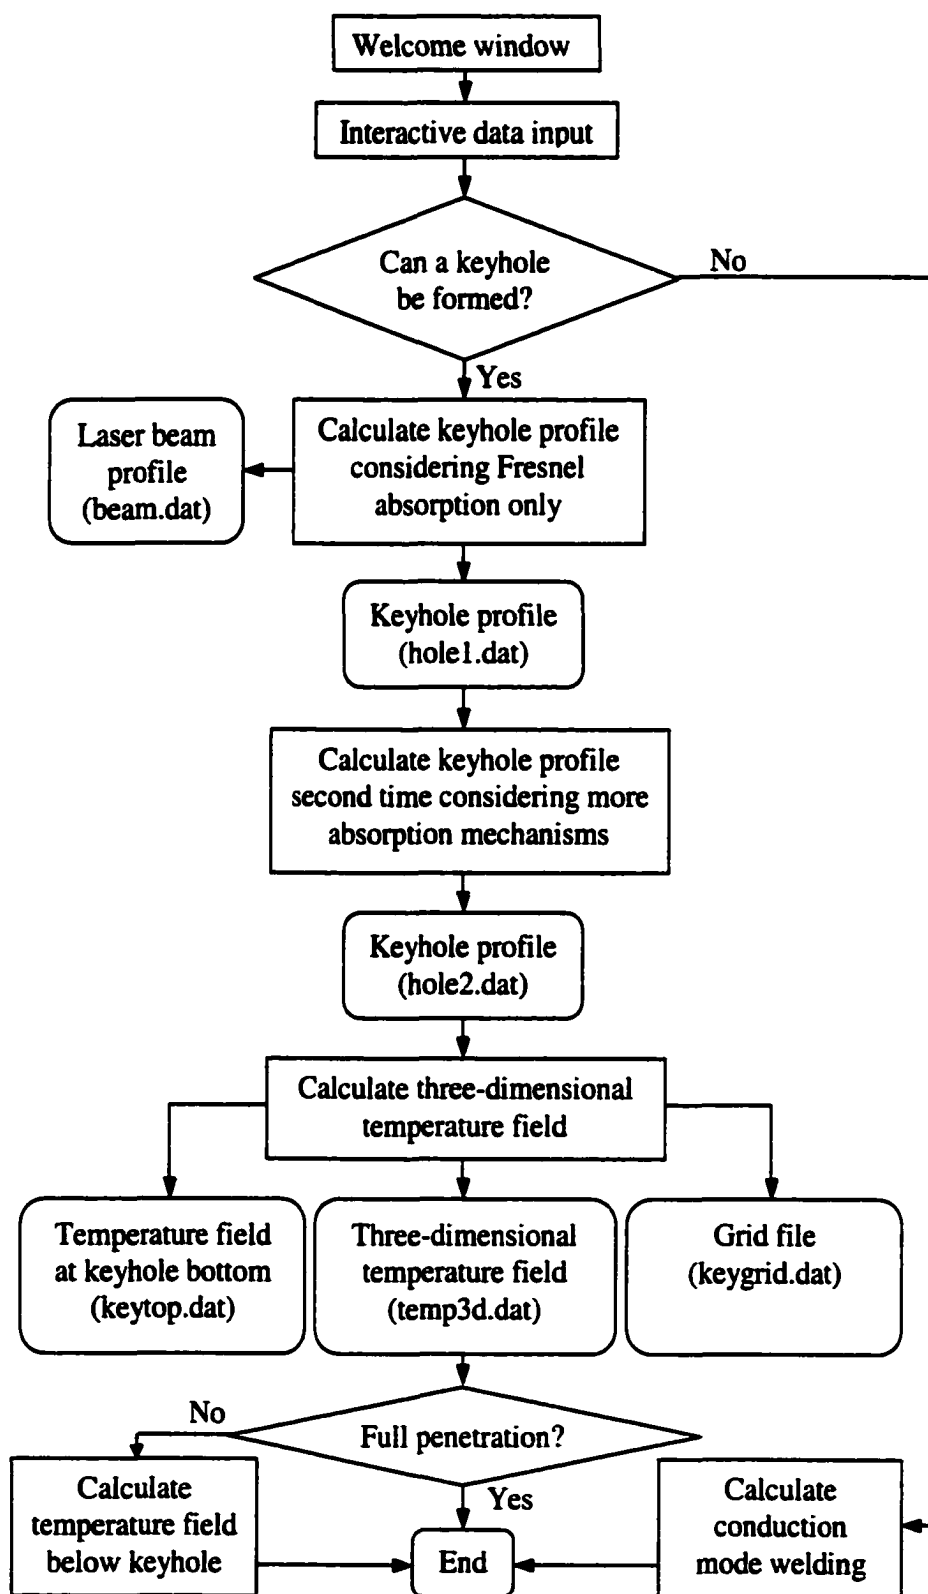 Welcome window
Interactive data input
Can a keyhole
be formed?
No
Yes
Laser beam
profile
(beam.dat)
Calculate keyhole profile
considering Fresnel
absorption only
Keyhole profile
(hole1.dat)
Calculate keyhole profile
second time considering more
absorption mechanisms
Keyhole profile
(hole2.dat)
Calculate three-dimensional
temperature field
Temperature field
at keyhole bottom
(keytop.dat)
Three-dimensional
temperature field
(temp3d.dat)
Grid file
(keygrid.dat)
Full penetration?
No
Yes
Calculate
temperature field
below keyhole
End
Calculate
conduction
mode welding